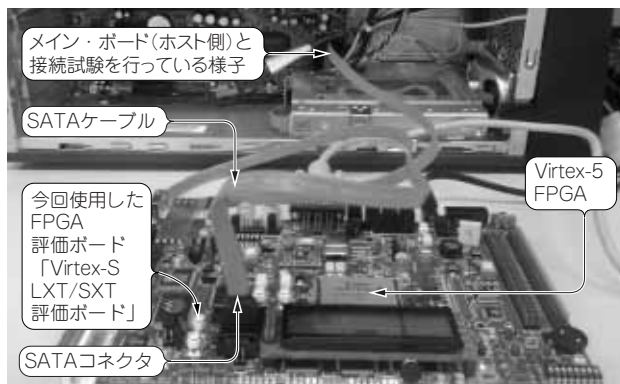 メイン・ボード(ホスト側)と
接続試験を行っている様子
SATAケーブル
Virtex-5
FPGA
今回使用した
FPGA
評価ボード
「Virtex-S
LXT/SXT
評価ボード」
SATAコネクタ